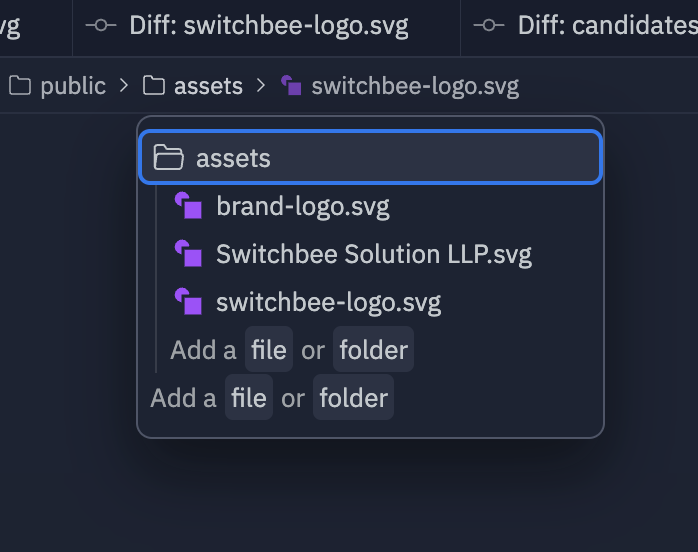 vg Diff: switchbee-logo.svg Diff: candidates
public > assets > switchbee-logo.svg
assets
brand-logo.svg
Switchbee Solution LLP.svg
switchbee-logo.svg
Add a file or folder
Add a file or folder